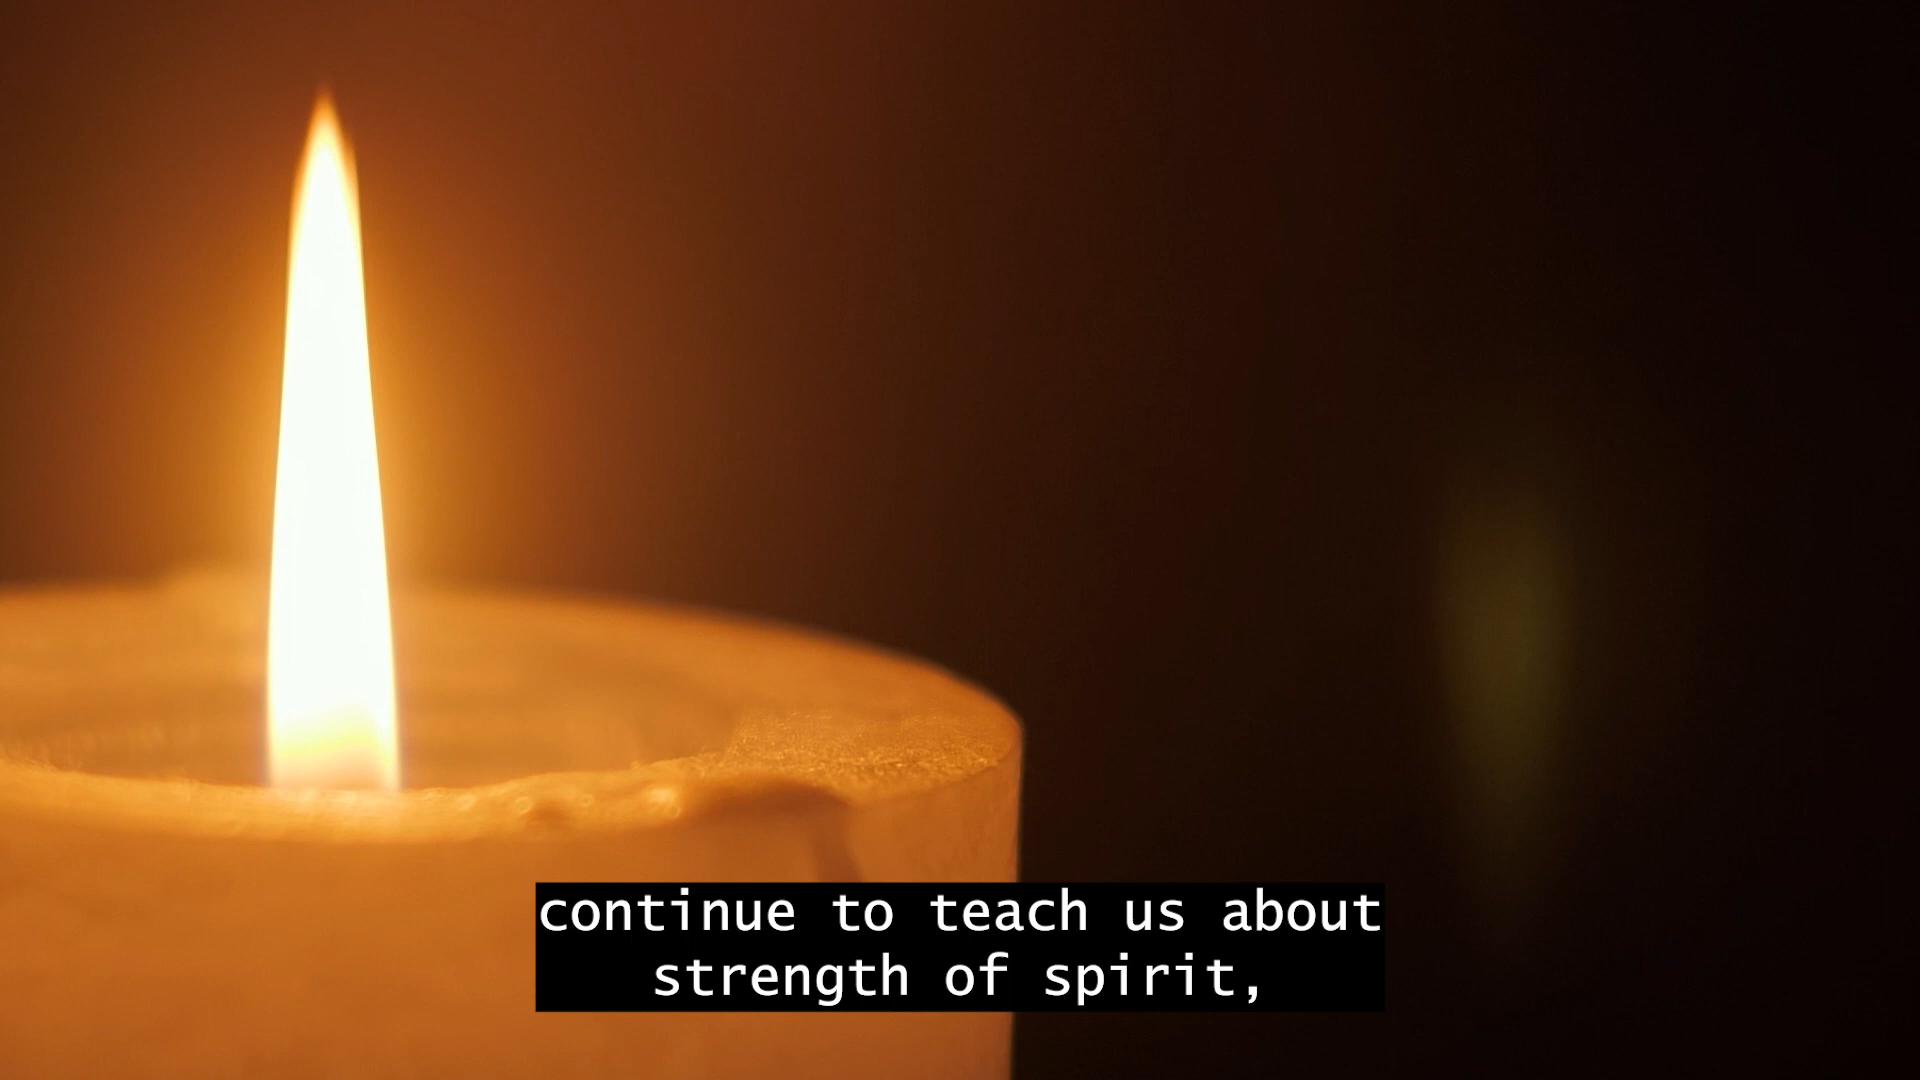 continue to teach us about
strength of spirit,